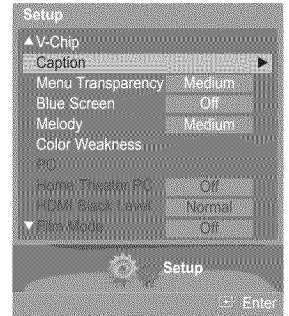 Setup
▲V-Chip
Caption ►
Menu Transparency Medium
Blue Screen Off
Melody Medium
Color Weakness
PC
Home Theater PC Off
HDMI Black Level Normal
▼Film Mode Off
Setup
Enter